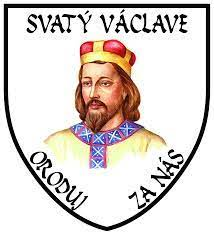 SVATÝ VÁCLAVE
ORODUJ
ZA NÁS